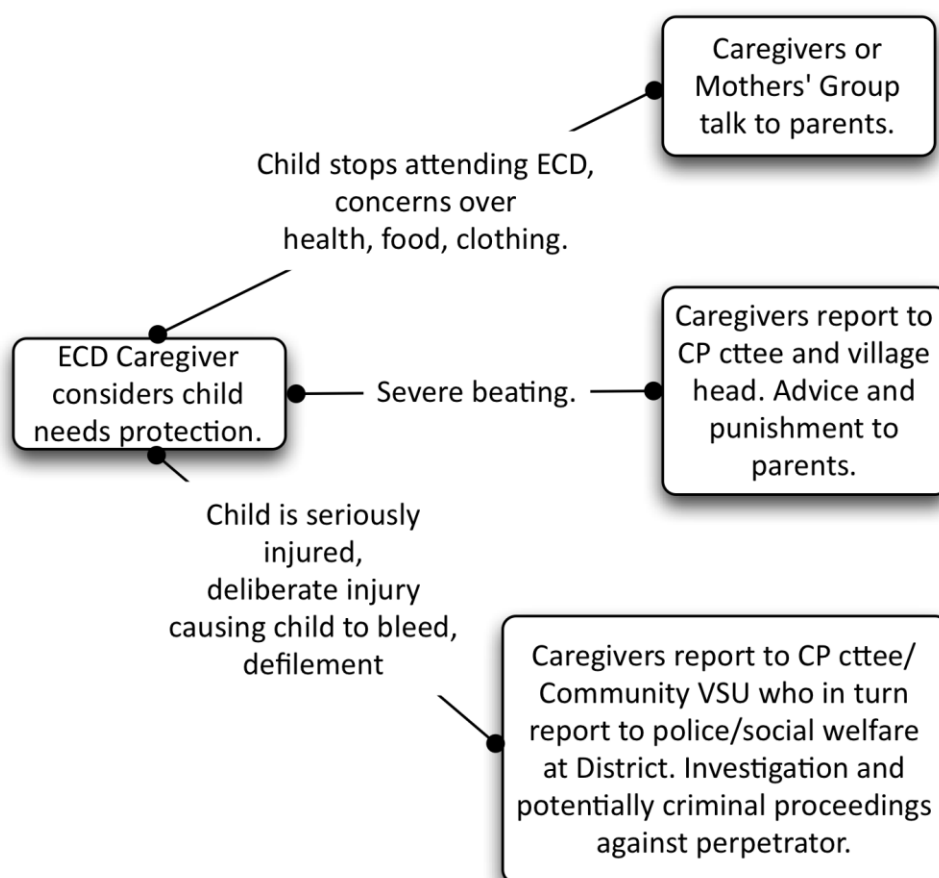 Caregivers or
Mothers' Group
talk to parents.
Child stops attending ECD,
concerns over
health, food, clothing.
ECD Caregiver
considers child
needs protection.
Severe beating.
Caregivers report to
CP cttee and village
head. Advice and
punishment to
parents.
Child is seriously
injured,
deliberate injury
causing child to bleed,
defilement
Caregivers report to CP cttee/
Community VSU who in turn
report to police/social welfare
at District. Investigation and
potentially criminal proceedings
against perpetrator.